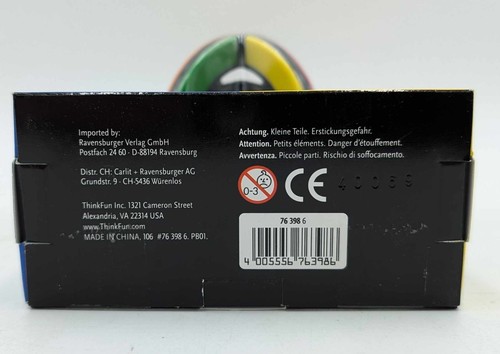 Imported by:
Ravensburger Verlag GmbH
Postfach 24 60 · D-88194 Ravensburg
Distr. CH: Carlit + Ravensburger AG
Grundstr. 9 · CH-5436 Würenlos
ThinkFun Inc. 1321 Cameron Street
Alexandria, VA 22314 USA
www.ThinkFun.com
MADE IN CHINA, 106 #76 398 6. PB01.
Achtung. Kleine Teile. Erstickungsgefahr.
Attention. Petits éléments. Danger d'étouffement.
Avvertenza. Piccole parti. Rischio di soffocamento.
0-3
CE
76 398 6
4 005556 763986